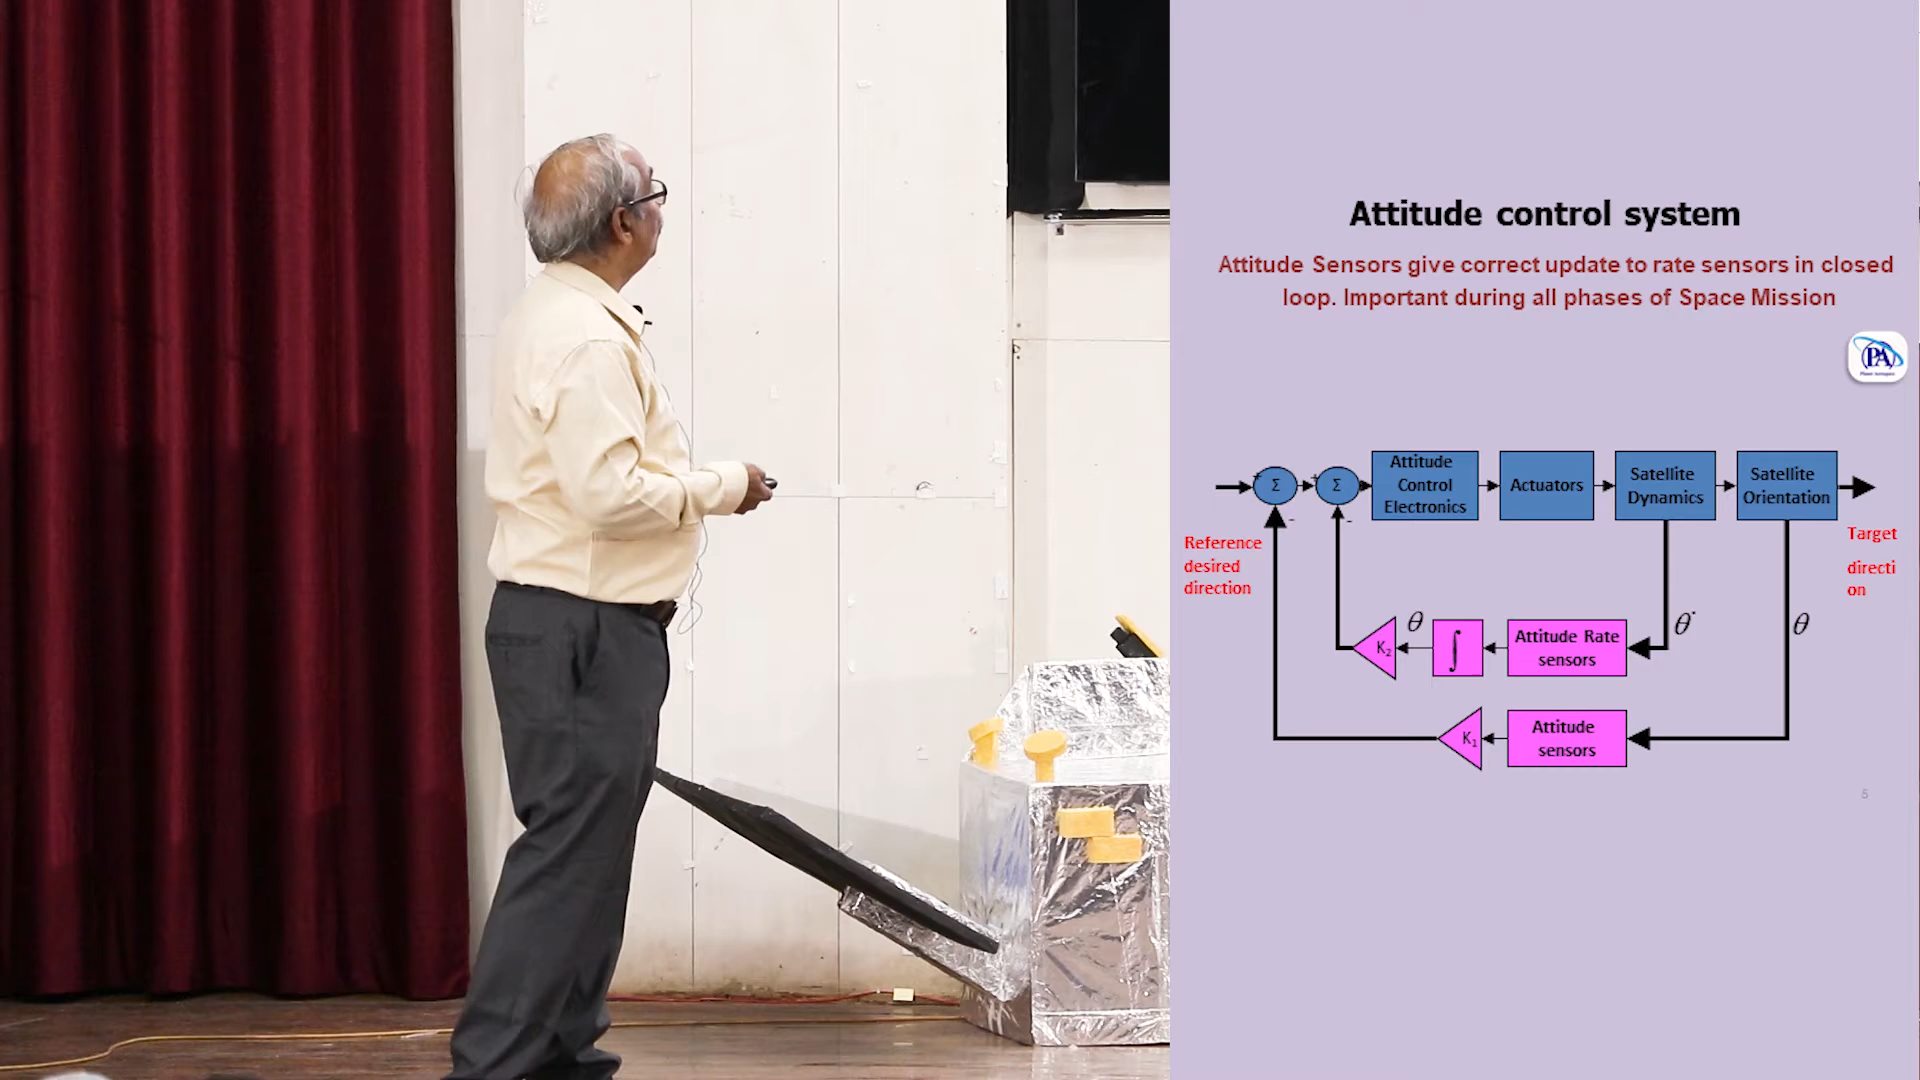 Attitude control system
Attitude Sensors give correct update to rate sensors in closed
loop. Important during all phases of Space Mission
PA
Σ
Σ
Attitude
Control
Electronics
Actuators
Satellite
Dynamics
Satellite
Orientation
+
+
-
-
Reference
desired
direction
Target
directi
on
K₂
θ
∫
Attitude Rate
sensors
θ̇
θ
K₁
Attitude
sensors
5